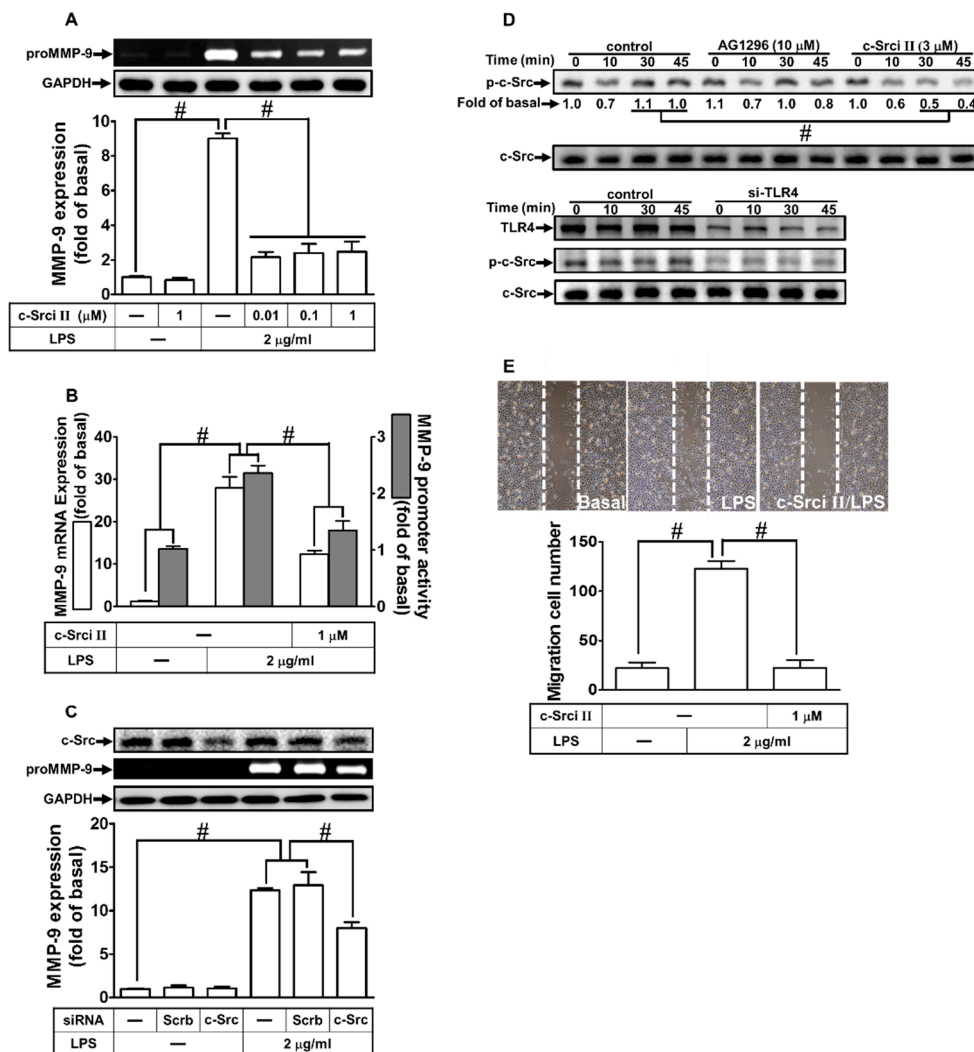 A
proMMP-9
GAPDH
# #
MMP-9 expression
(fold of basal)
10
8
6
4
2
0
c-Srci II (μM) — 1 — 0.01 0.1 1
LPS — 2 μg/ml
B
MMP-9 mRNA Expression
(fold of basal)
40
30
20
10
0
# #
3
2
1
0
MMP-9 promoter activity
(fold of basal)
c-Srci II — 1 μM
LPS — 2 μg/ml
C
c-Src
proMMP-9
GAPDH
# #
MMP-9 expression
(fold of basal)
20
15
10
5
0
siRNA — Scrb c-Src — Scrb c-Src
LPS — 2 μg/ml
D
control AG1296 (10 μM) c-Src II (3 μM)
Time (min) 0 10 30 45 0 10 30 45 0 10 30 45
p-c-Src
Fold of basal 1.0 0.7 1.1 1.0 1.1 0.7 1.0 0.8 1.0 0.6 0.5 0.4
#
c-Src
control si-TLR4
Time (min) 0 10 30 45 0 10 30 45
TLR4
p-c-Src
c-Src
E
Basal LPS c-Srci II/LPS
# #
Migration cell number
150
100
50
0
c-Srci II — 1 μM
LPS — 2 μg/ml